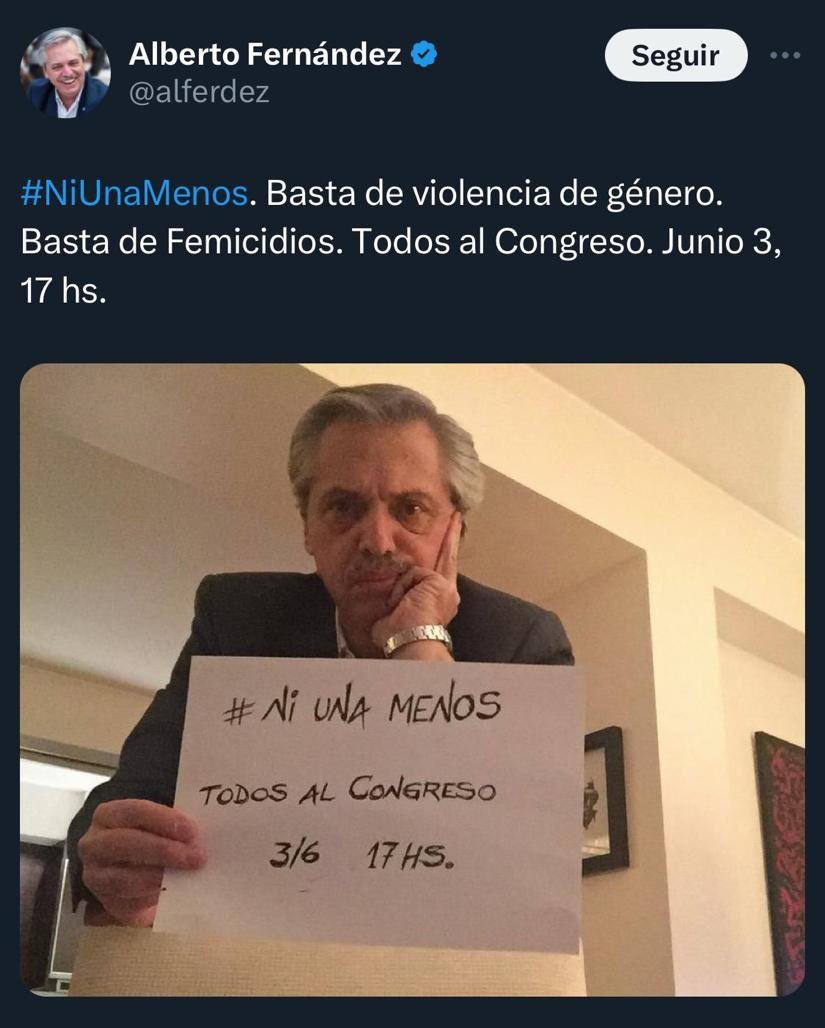 Alberto Fernández
@alferdez
Seguir
#NiUnaMenos. Basta de violencia de género.
Basta de Femicidios. Todos al Congreso. Junio 3,
17 hs.
# Ni UNA MENOS
TODOS AL CONGRESO
3/6 17 HS.